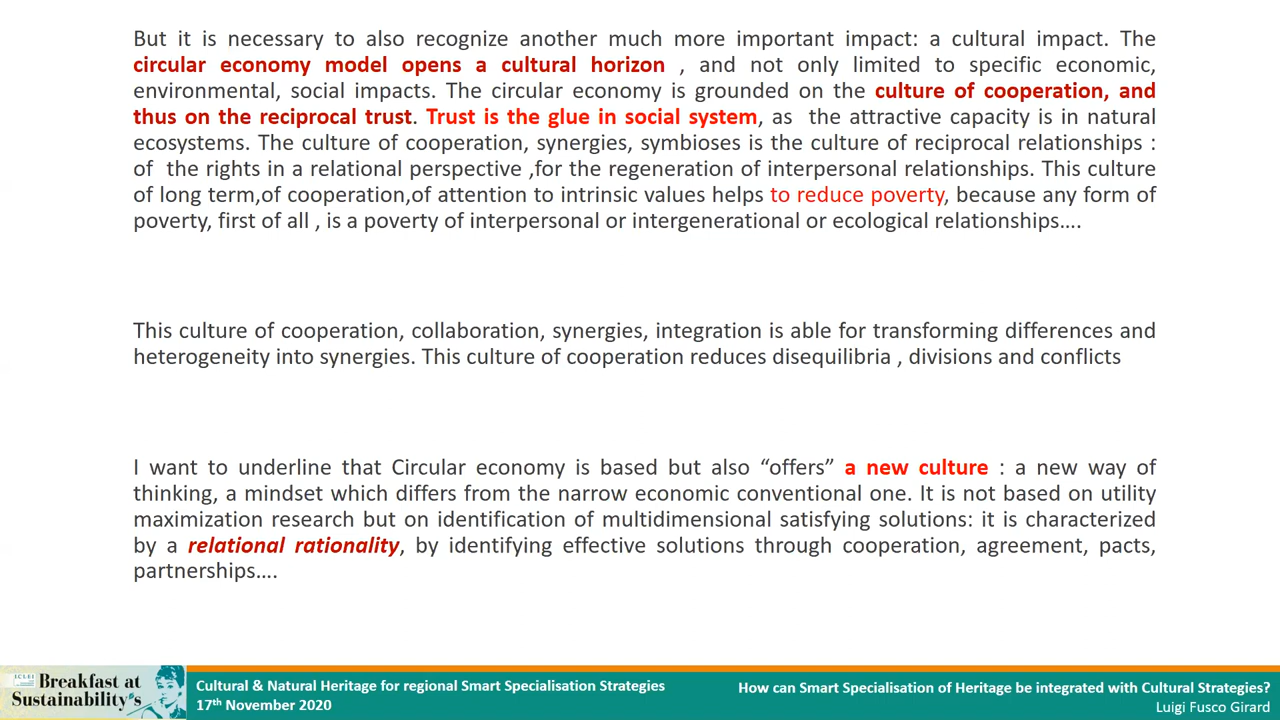 But it is necessary to also recognize another much more important impact: a cultural impact. The
circular economy model opens a cultural horizon , and not only limited to specific economic,
environmental, social impacts. The circular economy is grounded on the culture of cooperation, and
thus on the reciprocal trust. Trust is the glue in social system, as the attractive capacity is in natural
ecosystems. The culture of cooperation, synergies, symbioses is the culture of reciprocal relationships :
of the rights in a relational perspective ,for the regeneration of interpersonal relationships. This culture
of long term,of cooperation,of attention to intrinsic values helps to reduce poverty, because any form of
poverty, first of all , is a poverty of interpersonal or intergenerational or ecological relationships….
This culture of cooperation, collaboration, synergies, integration is able for transforming differences and
heterogeneity into synergies. This culture of cooperation reduces disequilibria , divisions and conflicts
I want to underline that Circular economy is based but also “offers” a new culture : a new way of
thinking, a mindset which differs from the narrow economic conventional one. It is not based on utility
maximization research but on identification of multidimensional satisfying solutions: it is characterized
by a relational rationality, by identifying effective solutions through cooperation, agreement, pacts,
partnerships….
ICLEI
Breakfast at
Sustainability's
Cultural & Natural Heritage for regional Smart Specialisation Strategies
17th November 2020
How can Smart Specialisation of Heritage be integrated with Cultural Strategies?
Luigi Fusco Girard